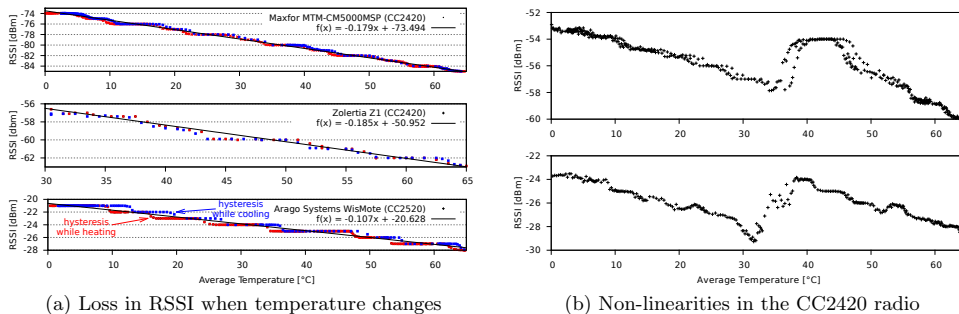 -74
-76
-78
-80
-82
-84
RSSI [dBm]
Maxfor MTM-CM5000MSP (CC2420)
f(x) = -0.179x + -73.494
0 10 20 30 40 50 60
-56
-58
-60
-62
RSSI [dbm]
Zolertia Z1 (CC2420)
f(x) = -0.185x + -50.952
30 35 40 45 50 55 60 65
-20
-21
-22
-24
-25
-26
-28
RSSI [dBm]
hysteresis
while cooling
hysteresis
while heating
Arago Systems WisMote (CC2520)
f(x) = -0.107x + -20.628
0 10 20 30 40 50 60
Average Temperature [°C]
(a) Loss in RSSI when temperature changes
-52
-54
-56
-58
-60
RSSI [dBm]
0 10 20 30 40 50 60
-22
-24
-26
-28
-30
RSSI [dBm]
0 10 20 30 40 50 60
Average Temperature [°C]
(b) Non-linearities in the CC2420 radio